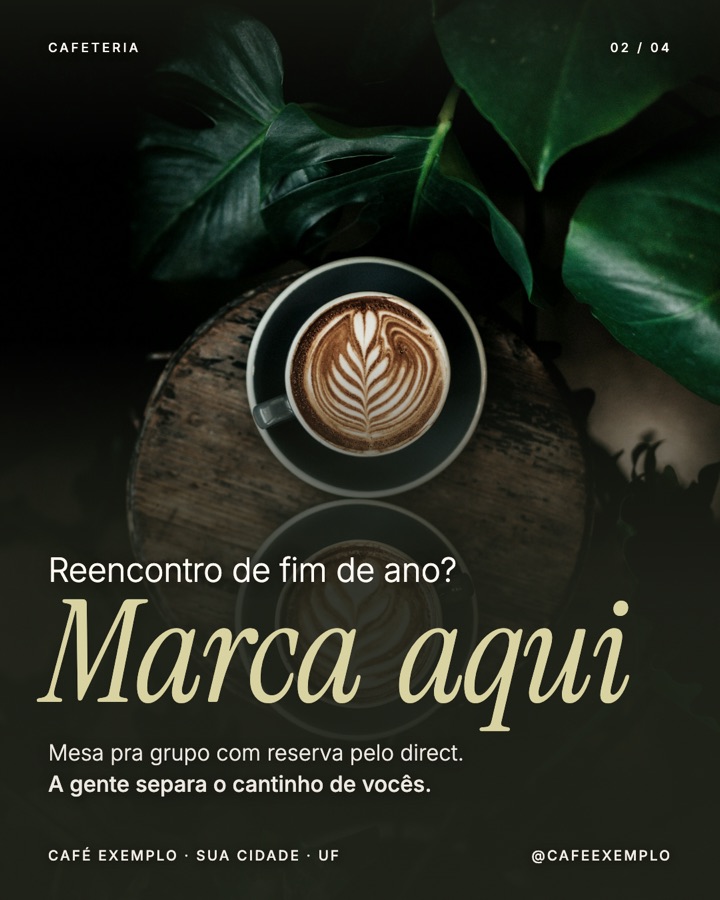 CAFETERIA
02 / 04
Reencontro de fim de ano?
Marca aqui
Mesa pra grupo com reserva pelo direct.
A gente separa o cantinho de vocês.
CAFÉ EXEMPLO · SUA CIDADE · UF
@CAFEEXEMPLO